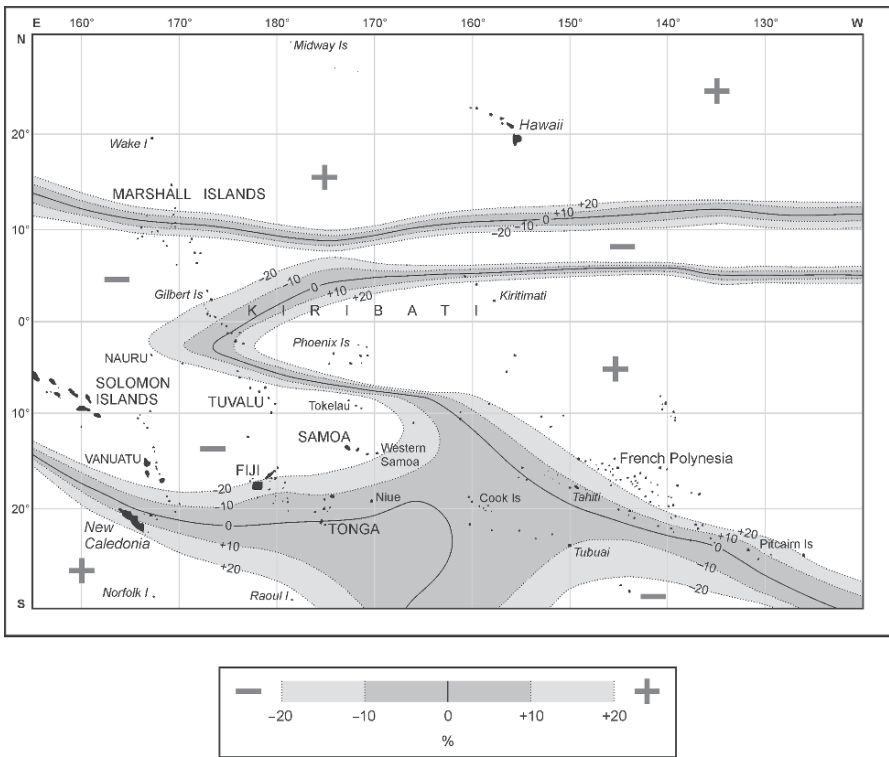 E 160° 170° 180° 170° 160° 150° 140° 130° W
N
Midway Is
Hawaii
20°
Wake I
MARSHALL ISLANDS
+20
+10
0
−10
−20
10°
−20
−10
0
+10
+20
Gilbert Is
Kiritimati
K I R I B A T I
0°
Phoenix Is
NAURU
SOLOMON
ISLANDS
TUVALU
Tokelau
10°
SAMOA
Western
Samoa
VANUATU
FIJI
French Polynesia
−20
−10
0
+10
+20
Niue
Cook Is
Tahiti
20°
TONGA
New
Caledonia
Tubuai
+20
+10
0
−10
−20
Pitcairn Is
Norfolk I
Raoul I
S
−20 −10 0 +10 +20
%